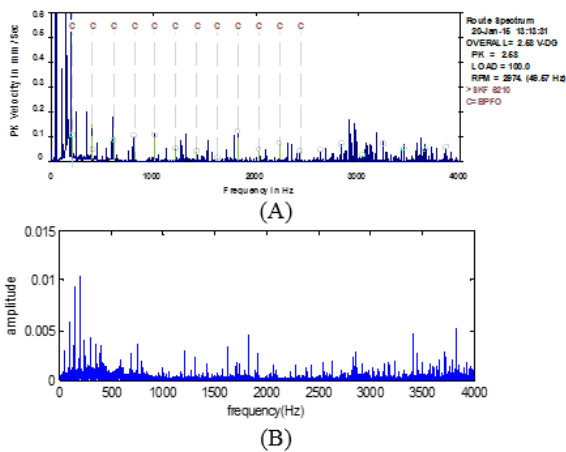 Route Spectrum
20-Jan-15 13:13:31
OVERALL= 2.53 V-DG
PK = 2.53
LOAD = 100.0
RPM = 2974. (49.57 Hz)
>SKF 6210
C=BPFO
C C C C C C C C C C C
PK Velocity in mm/Sec
0.6
0.5
0.4
0.3
0.2
0.1
0
0 1000 2000 3000 4000
Frequency in Hz
(A)
amplitude
0.015
0.01
0.005
0
0 500 1000 1500 2000 2500 3000 3500 4000
frequency(Hz)
(B)